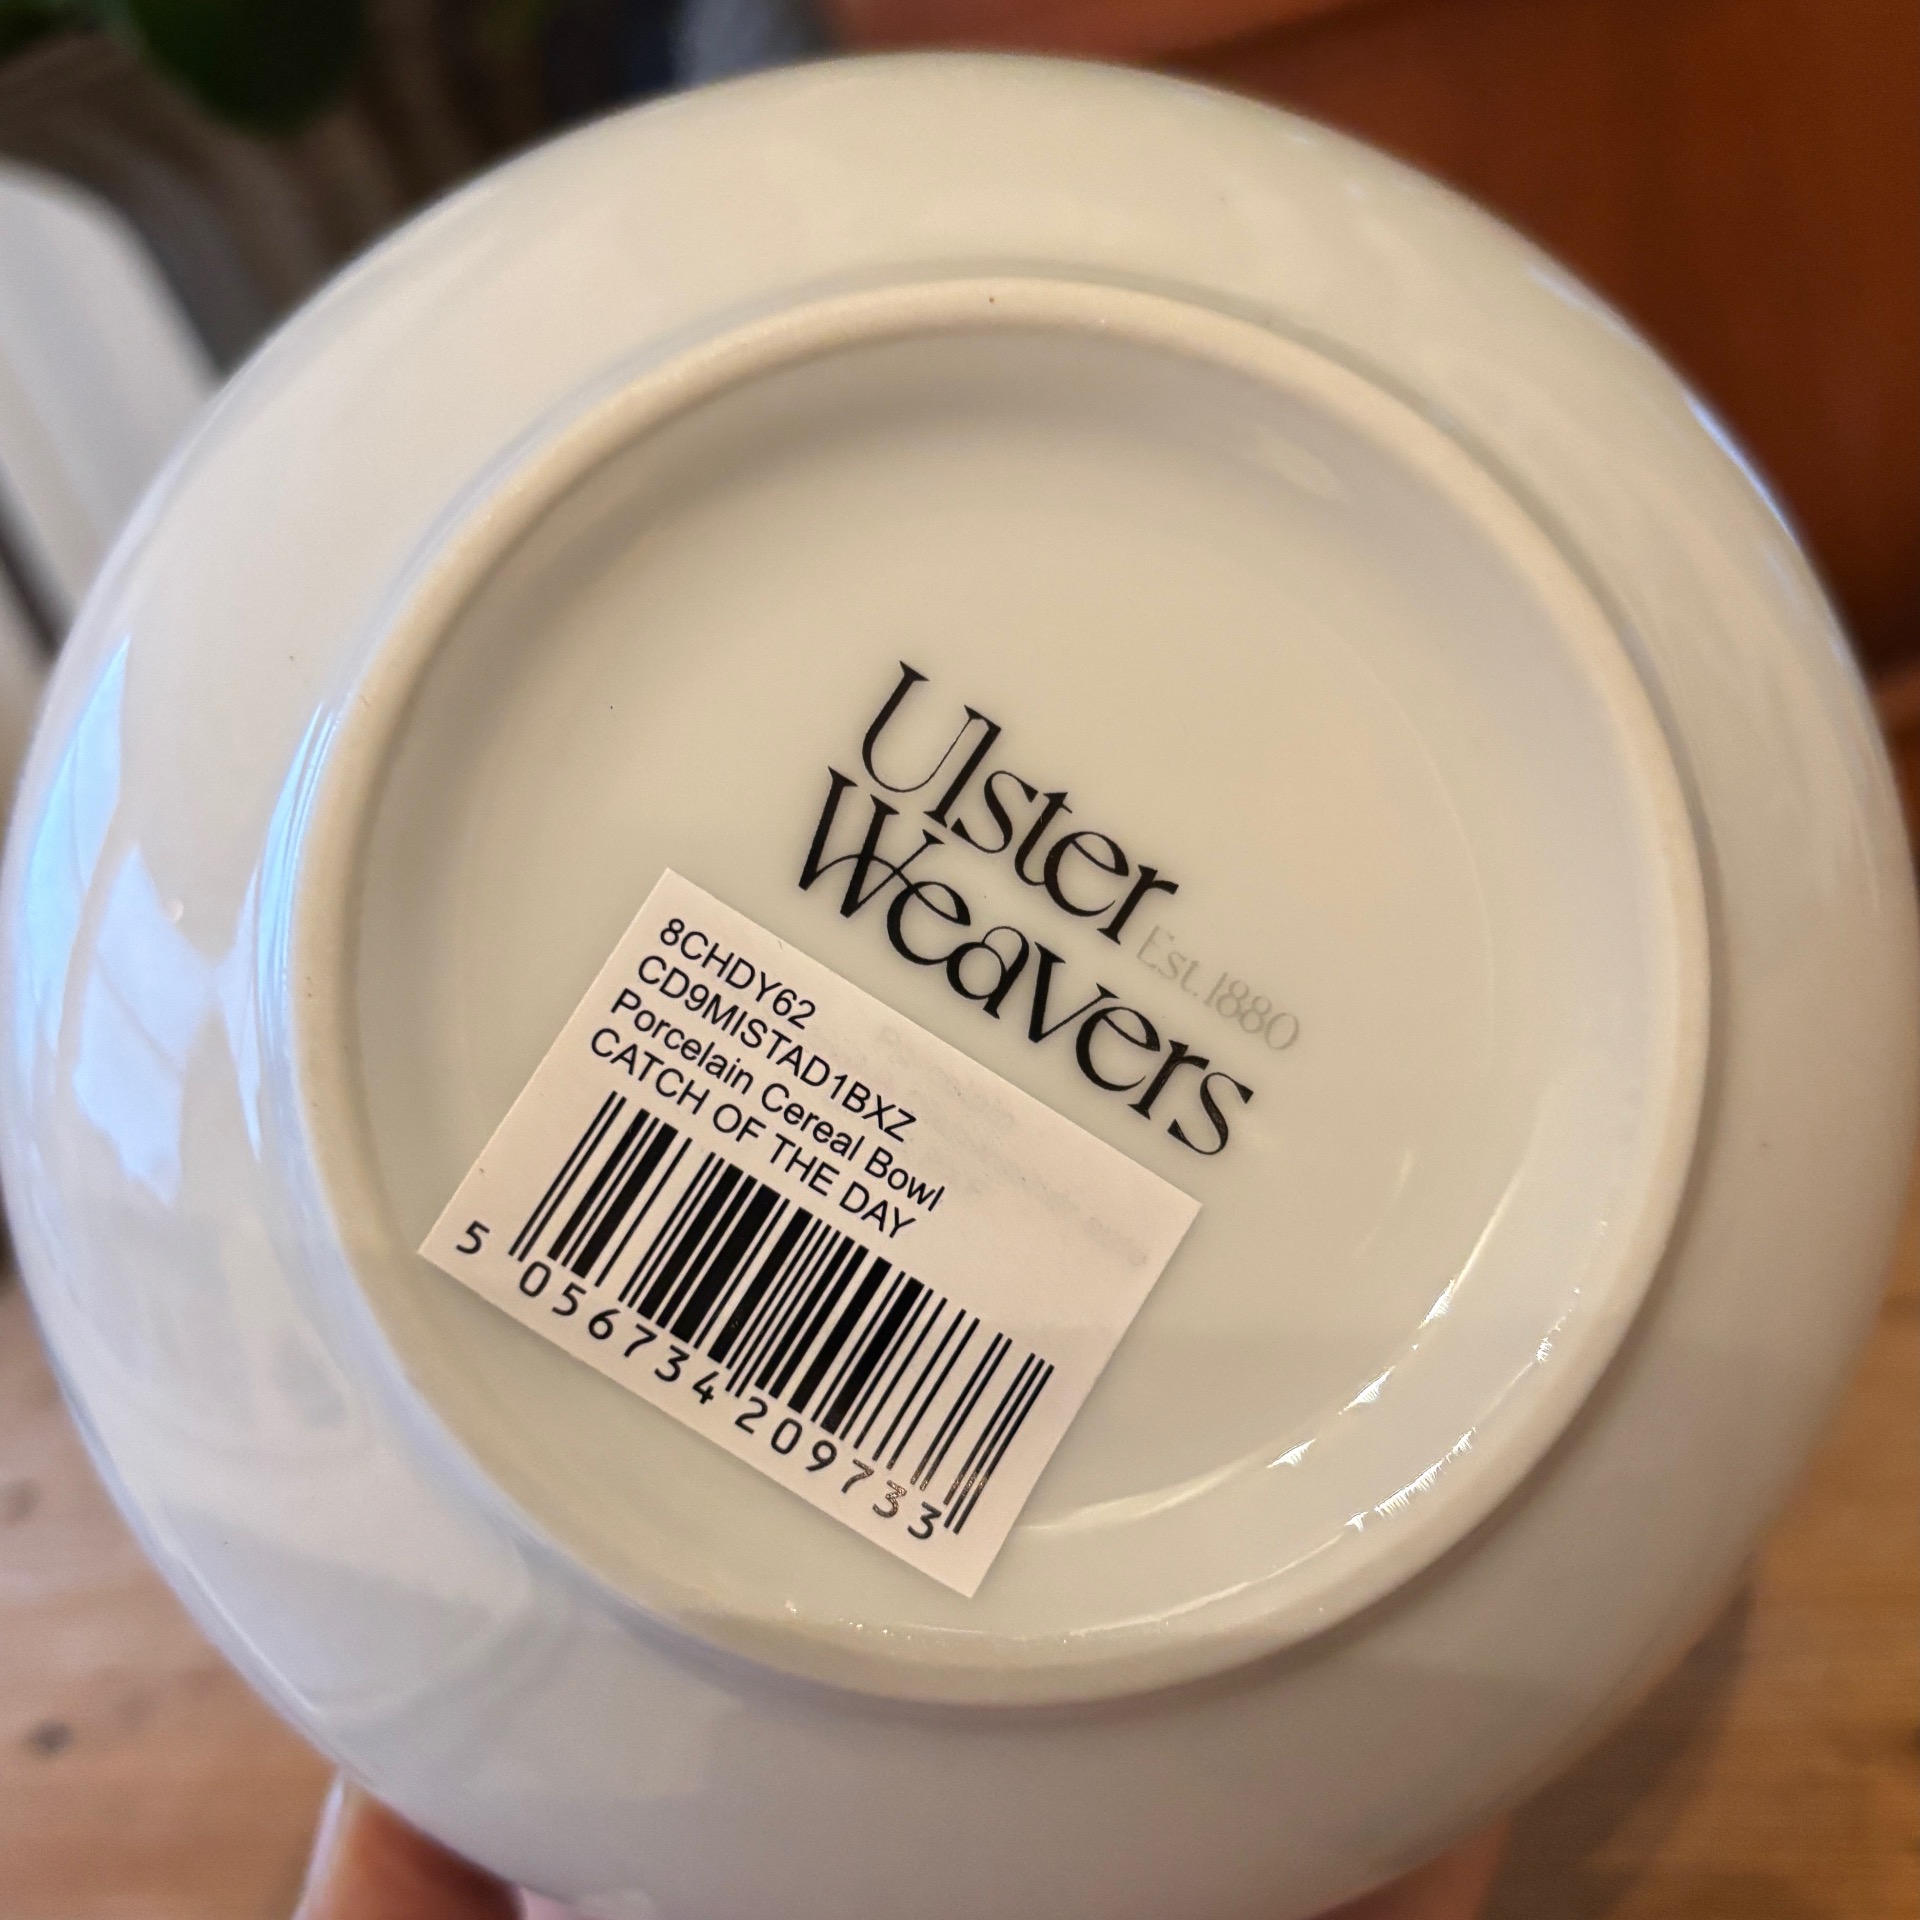 Ulster
Est.1880
Weavers
8CHDY62
CD9MISTAD1BXZ
Porcelain Cereal Bowl
CATCH OF THE DAY
5 056734 209733